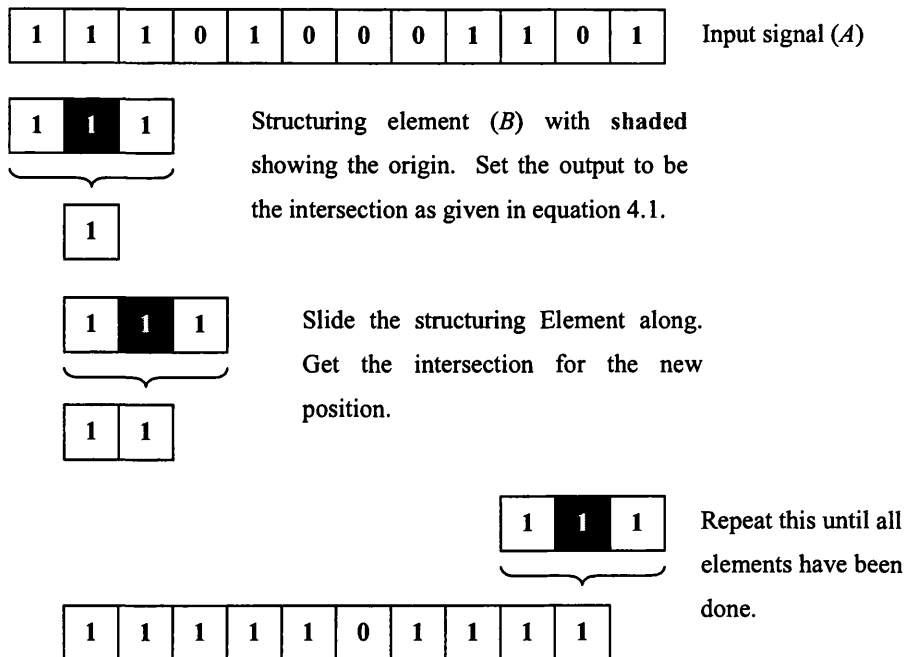 1 1 1 0 1 0 0 0 1 1 0 1 Input signal (A)
1 1 1
Structuring element (B) with shaded
showing the origin. Set the output to be
the intersection as given in equation 4.1.
1
1 1 1
Slide the structuring Element along.
Get the intersection for the new
position.
1 1
1 1 1
Repeat this until all
elements have been
done.
1 1 1 1 1 0 1 1 1 1